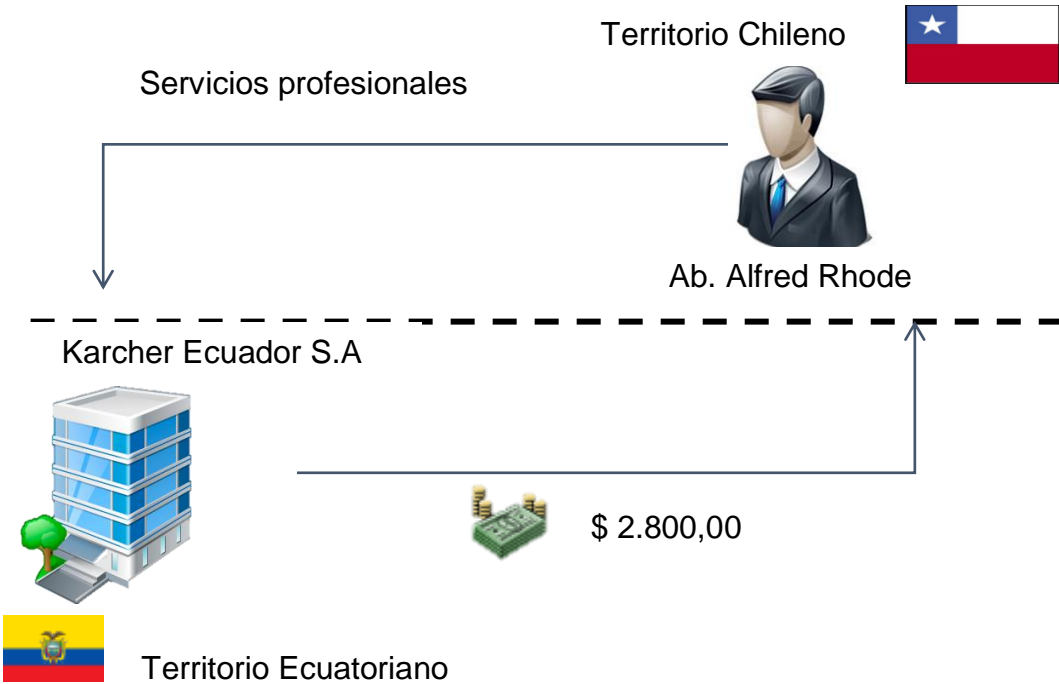 Territorio Chileno
Servicios profesionales
Ab. Alfred Rhode
Karcher Ecuador S.A
$ 2.800,00
Territorio Ecuatoriano